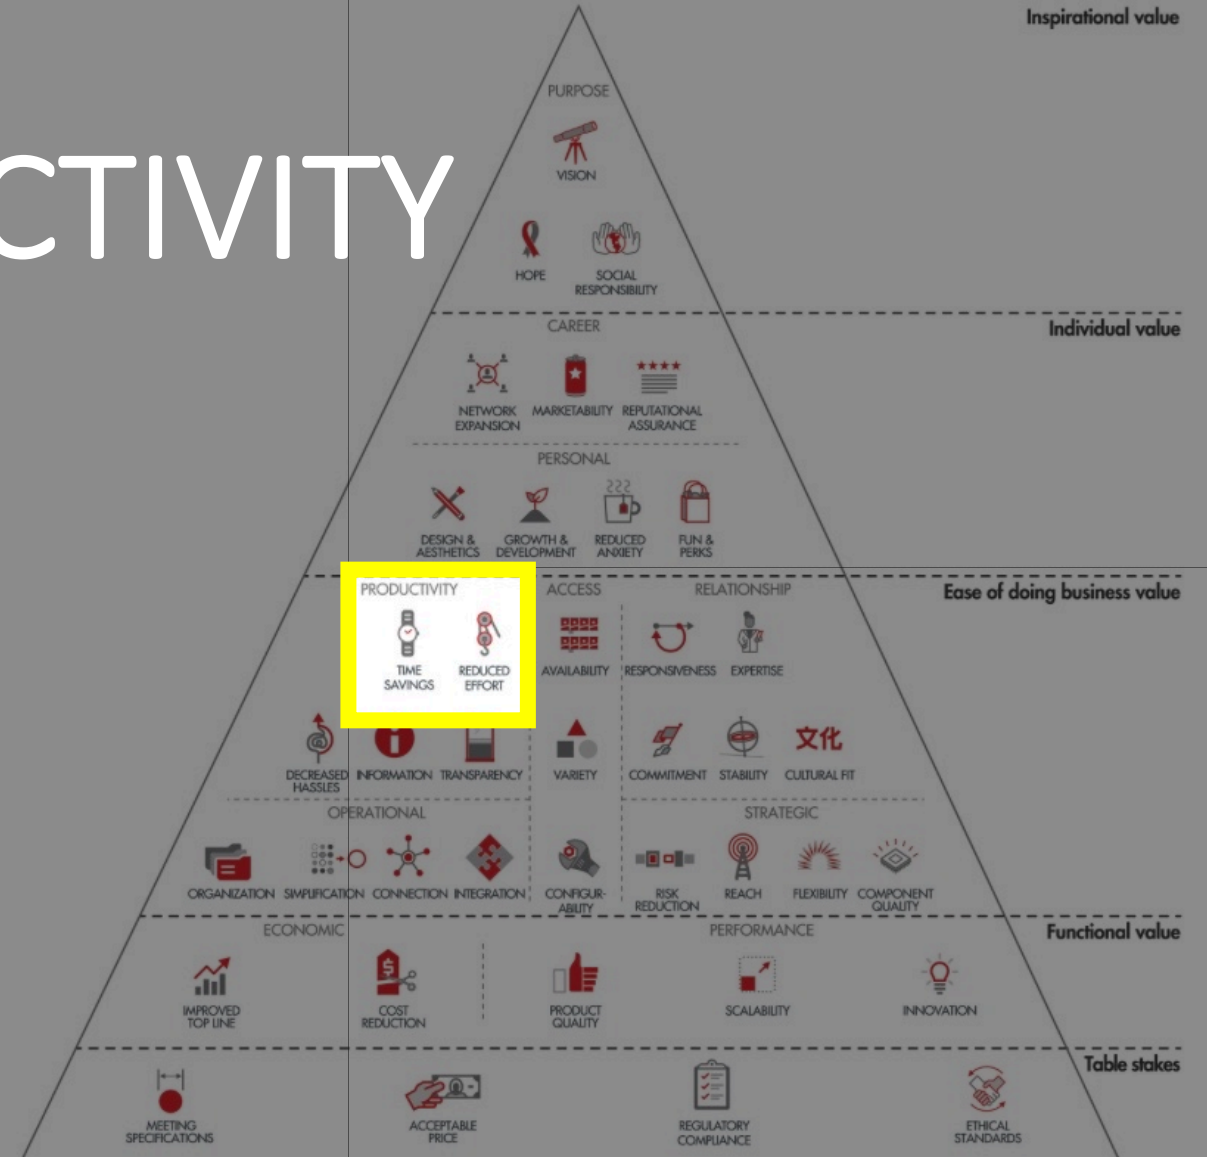 Inspirational value
PURPOSE
VISION
CTIVITY
HOPE
SOCIAL
RESPONSIBILITY
Individual value
CAREER
NETWORK
EXPANSION
MARKETABILITY
REPUTATIONAL
ASSURANCE
PERSONAL
DESIGN &
AESTHETICS
GROWTH &
DEVELOPMENT
REDUCED
ANXIETY
FUN &
PERKS
Ease of doing business value
PRODUCTIVITY
ACCESS
RELATIONSHIP
TIME
SAVINGS
REDUCED
EFFORT
AVAILABILITY
RESPONSIVENESS
EXPERTISE
文化
DECREASED
HASSLES
INFORMATION
TRANSPARENCY
VARIETY
COMMITMENT
STABILITY
CULTURAL FIT
OPERATIONAL
STRATEGIC
ORGANIZATION
SIMPLIFICATION
CONNECTION
INTEGRATION
CONFIGUR-
ABILITY
RISK
REDUCTION
REACH
FLEXIBILITY
COMPONENT
QUALITY
Functional value
ECONOMIC
PERFORMANCE
$
IMPROVED
TOP LINE
COST
REDUCTION
PRODUCT
QUALITY
SCALABILITY
INNOVATION
Table stakes
MEETING
SPECIFICATIONS
ACCEPTABLE
PRICE
REGULATORY
COMPLIANCE
ETHICAL
STANDARDS